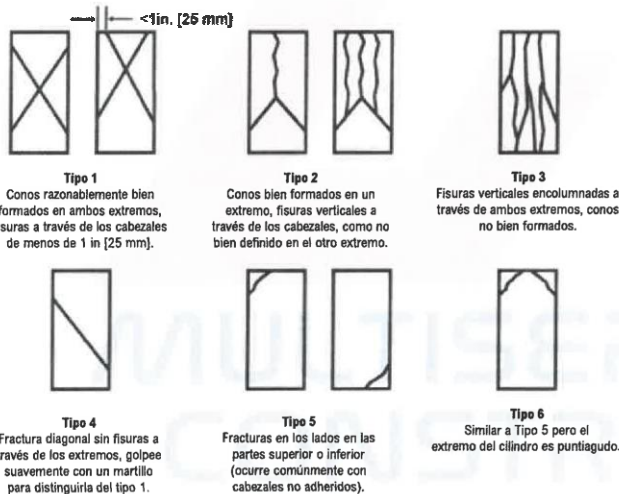 <1in. [25 mm]
Tipo 1
Conos razonablemente bien
formados en ambos extremos,
suras a través de los cabezales
de menos de 1 in [25 mm].
Tipo 2
Conos bien formados en un
extremo, fisuras verticales a
través de los cabezales, como no
bien definido en el otro extremo.
Tipo 3
Fisuras verticales encolumnadas a
través de ambos extremos, conos
no bien formados.
Tipo 4
Fractura diagonal sin fisuras a
ravés de los extremos, golpee
suavemente con un martillo
para distinguirla del tipo 1.
Tipo 5
Fracturas en los lados en las
partes superior o inferior
(ocurre comúnmente con
cabezales no adheridos).
Tipo 6
Similar a Tipo 5 pero el
extremo del cilindro es puntiagudo.
MULTISE
CONSTR